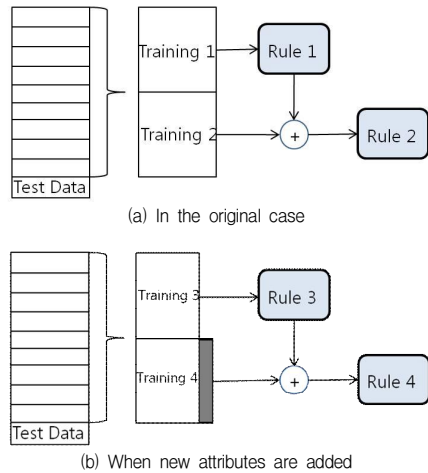 Training 1
Rule 1
Training 2
+
Rule 2
Test Data
(a) In the original case
Training 3
Rule 3
Training 4
+
Rule 4
Test Data
(b) When new attributes are added